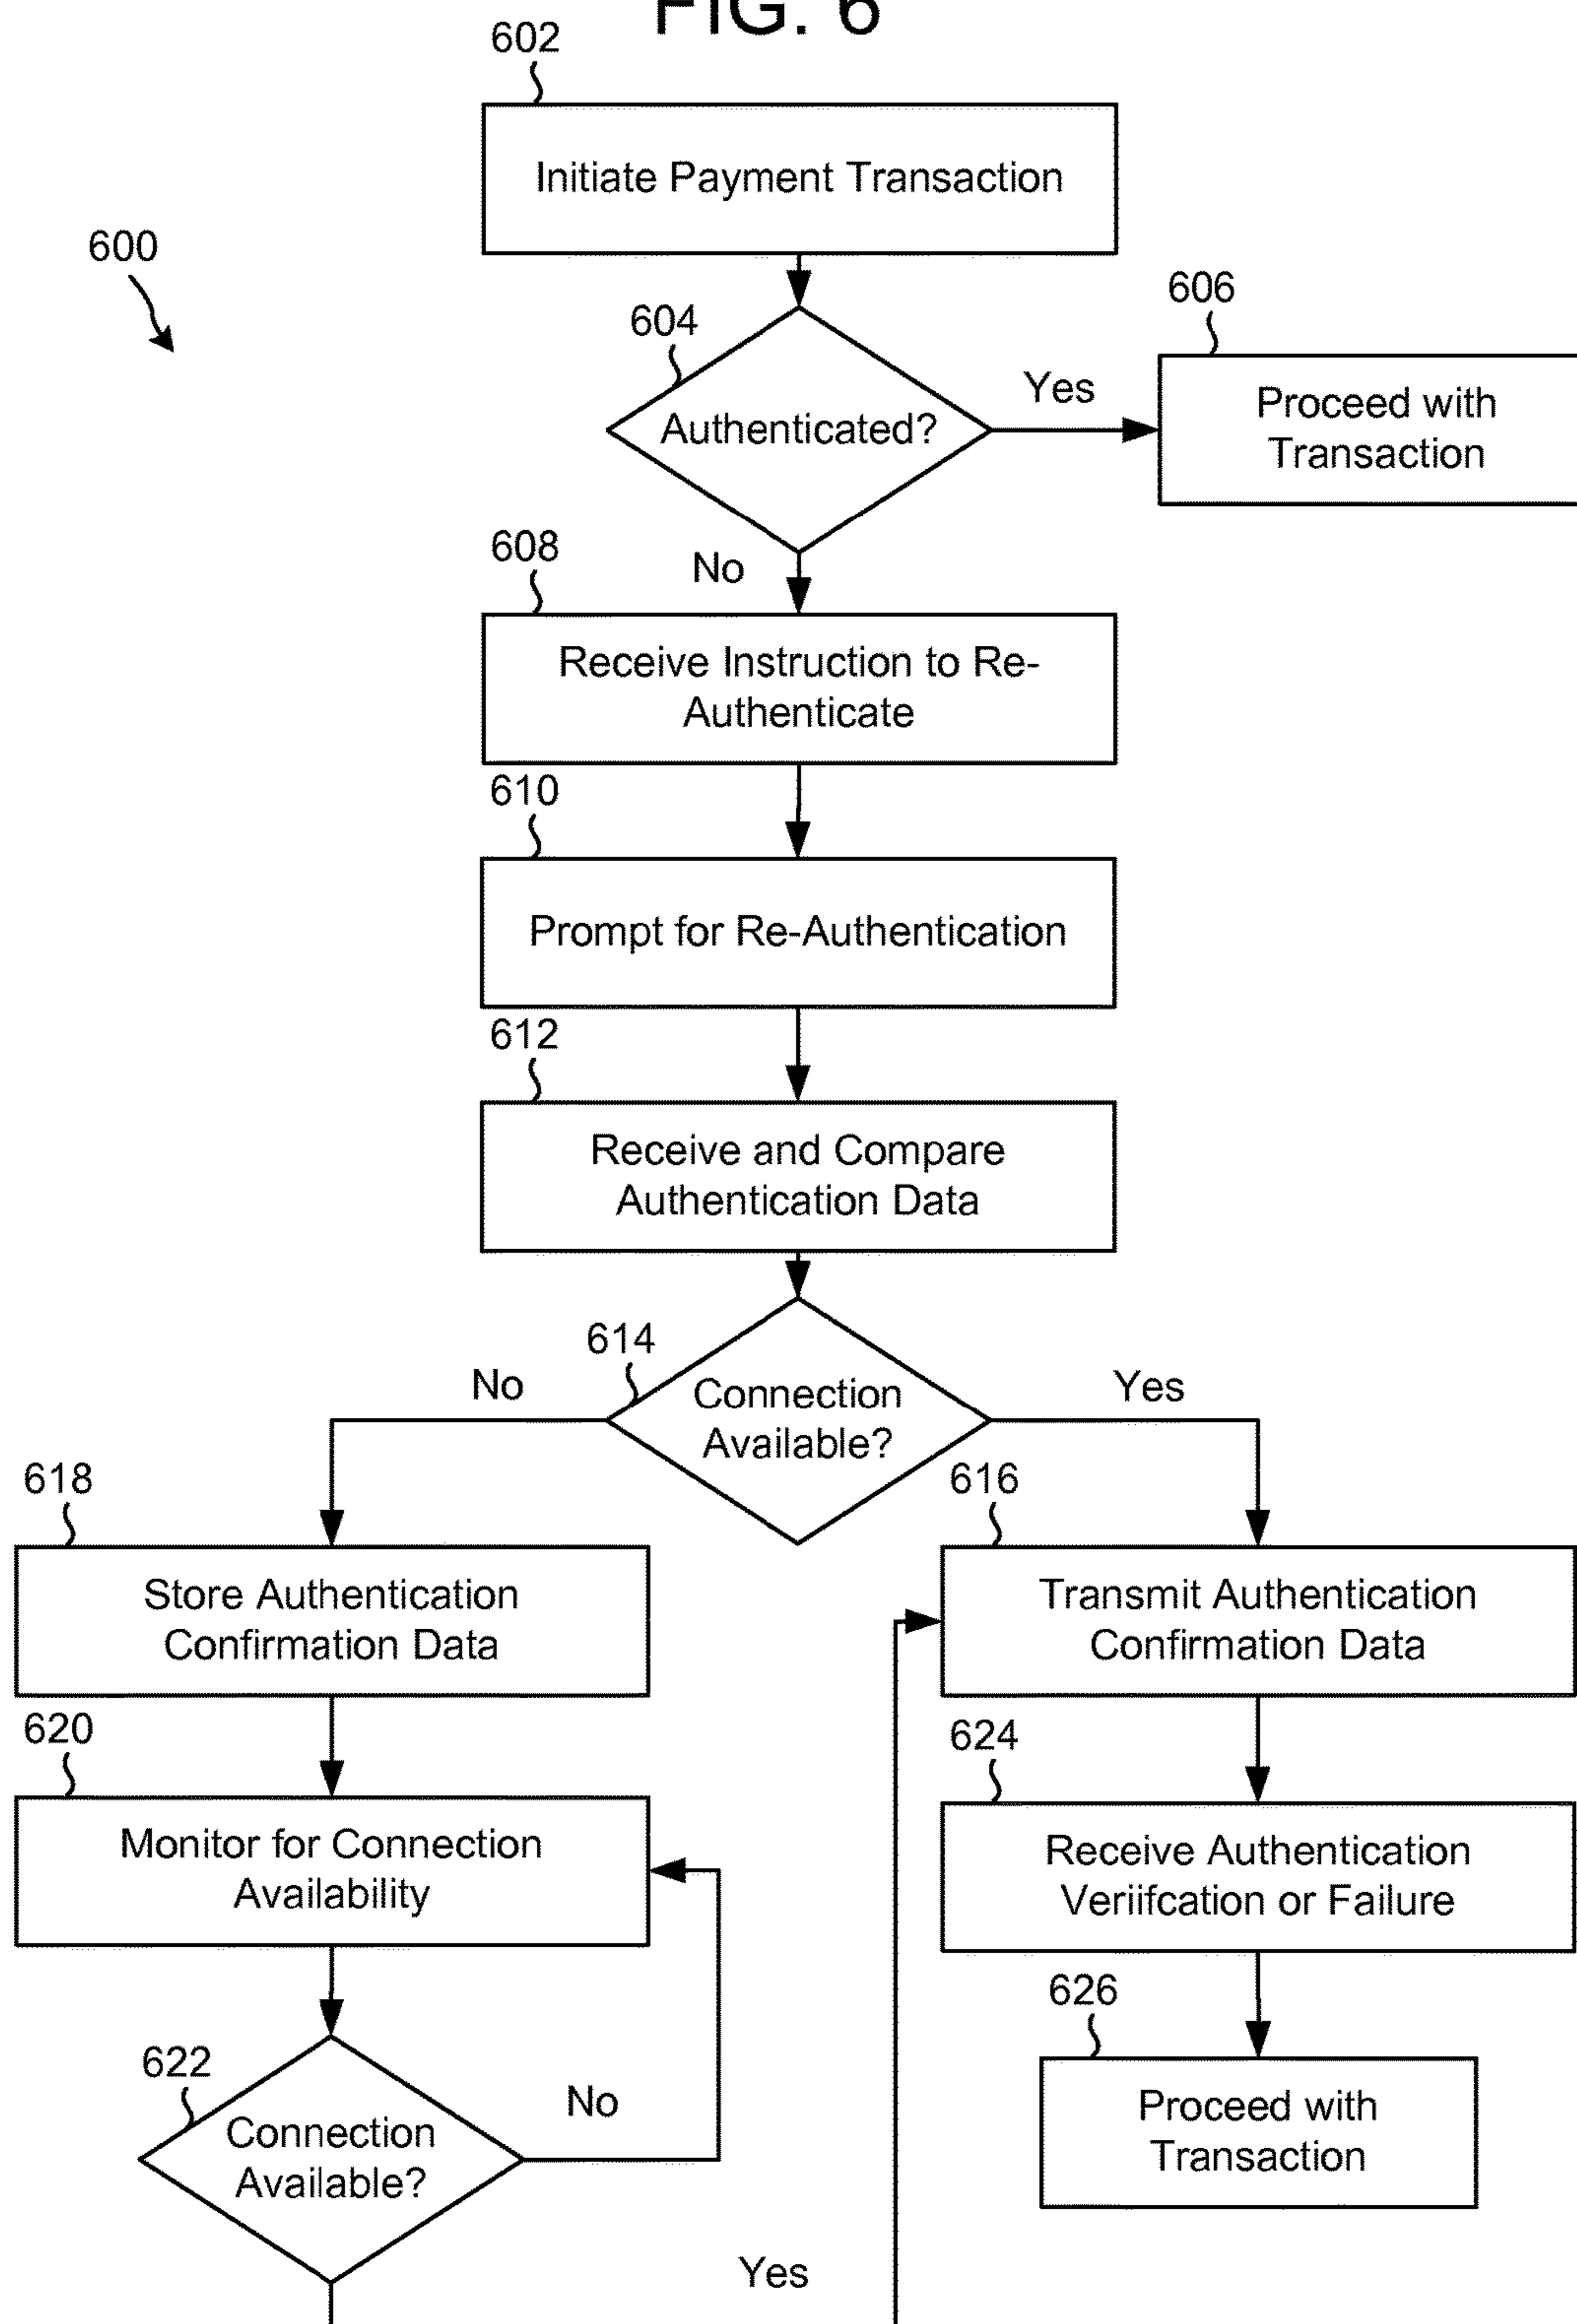 FIG. 6
602
Initiate Payment Transaction
600
604
Authenticated?
Yes
606
Proceed with
Transaction
608
No
Receive Instruction to Re-
Authenticate
610
Prompt for Re-Authentication
612
Receive and Compare
Authentication Data
614
No
Connection
Available?
Yes
618
Store Authentication
Confirmation Data
616
Transmit Authentication
Confirmation Data
620
Monitor for Connection
Availability
624
Receive Authentication
Veriifcation or Failure
622
Connection
Available?
No
626
Proceed with
Transaction
Yes